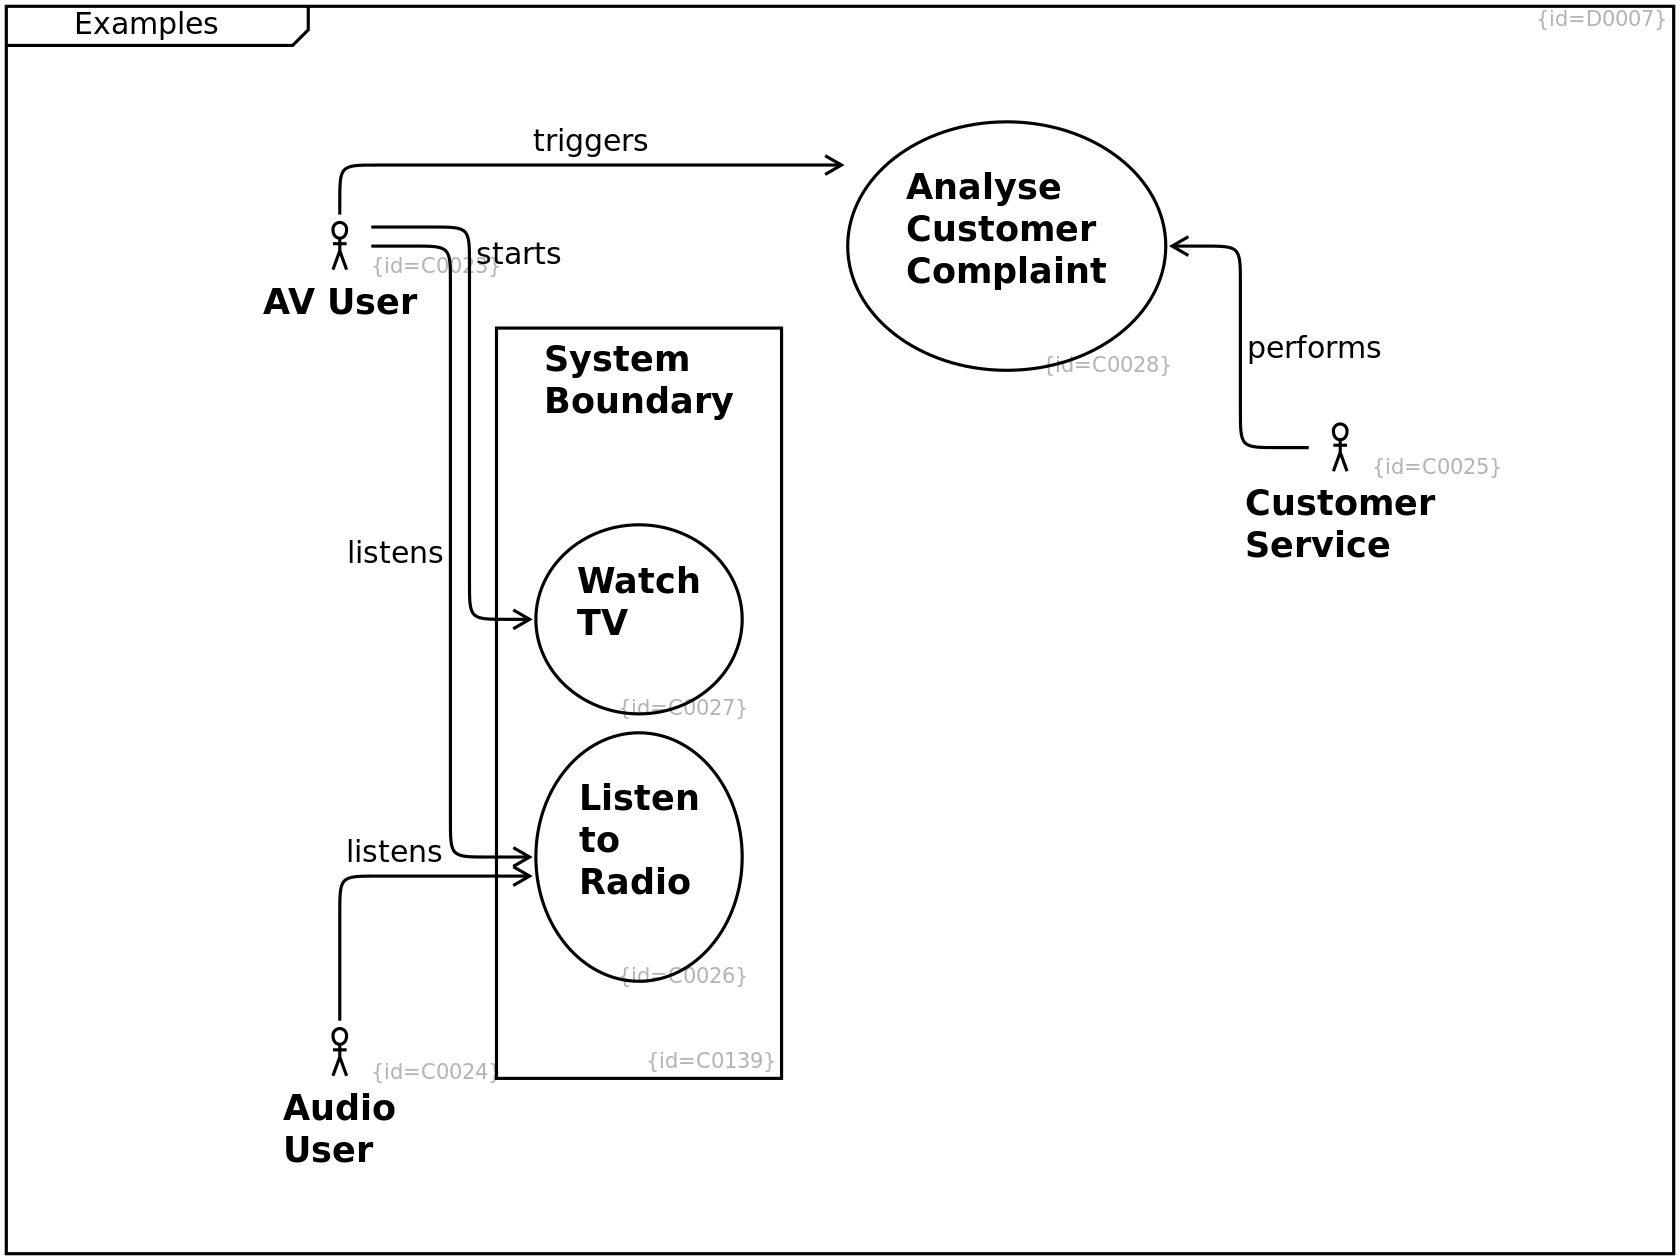 Examples
{id=D0007}
triggers
Analyse
Customer
Complaint
{id=C0028}
starts
{id=C0023}
AV User
performs
System
Boundary
{id=C0025}
Customer
Service
listens
Watch
TV
{id=C0027}
Listen
to
Radio
listens
{id=C0026}
{id=C0139}
{id=C0024}
Audio
User